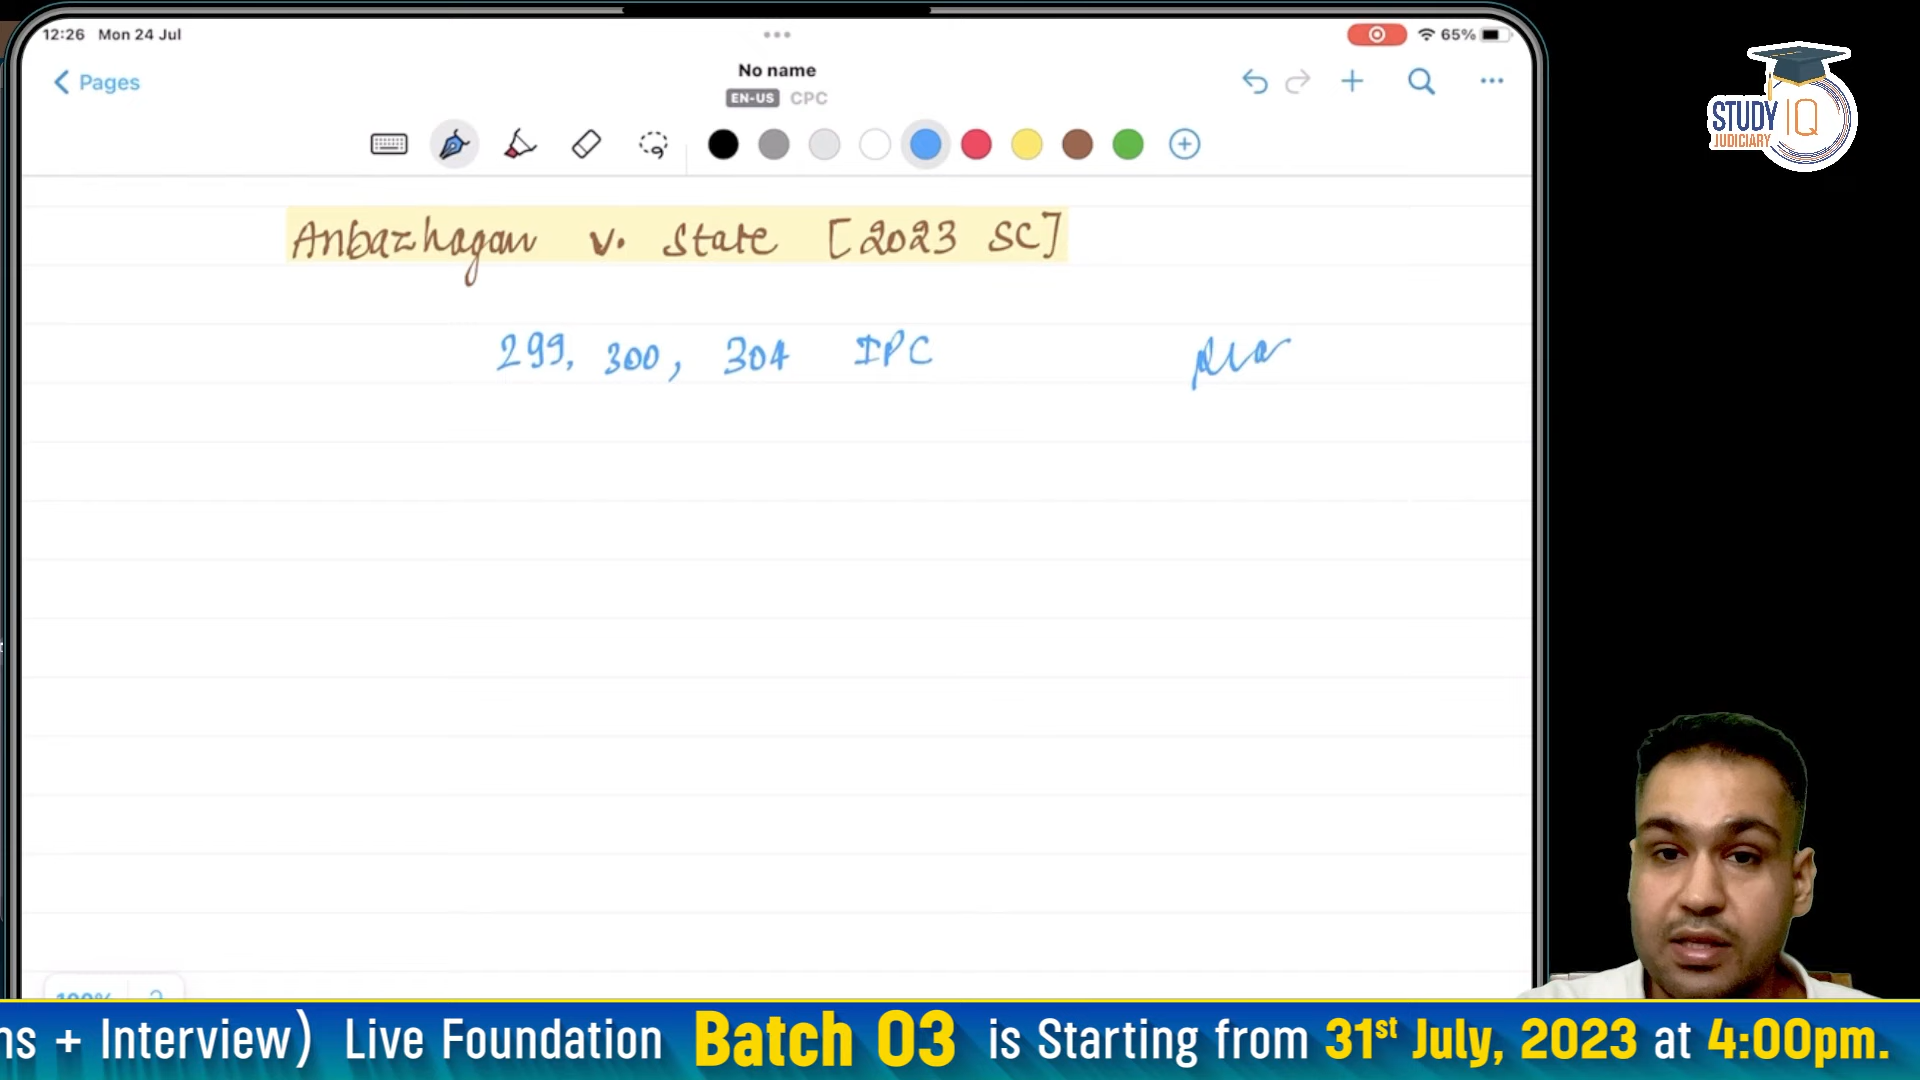 12:26 Mon 24 Jul
65%
Pages
No name
EN-US CPC
STUDY IQ
JUDICIARY
Anbazhagan v. State [2023 SC]
299, 300, 304 IPC
100%
ns + Interview) Live Foundation Batch 03 is Starting from 31st July, 2023 at 4:00pm.